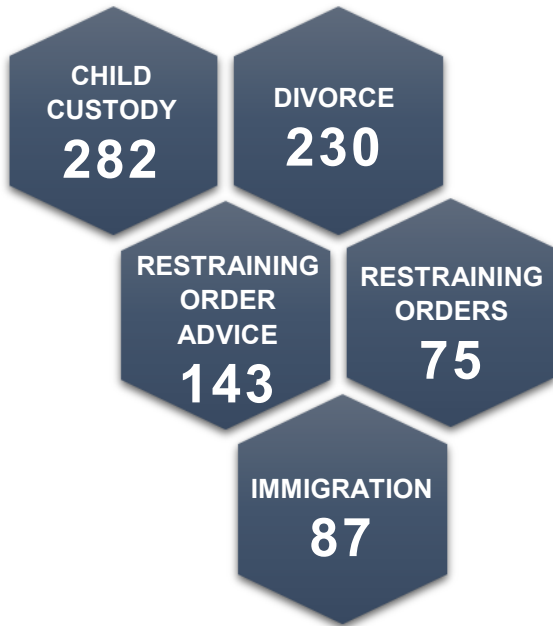 CHILD
CUSTODY
282
DIVORCE
230
RESTRAINING
ORDER
ADVICE
143
RESTRAINING
ORDERS
75
IMMIGRATION
87